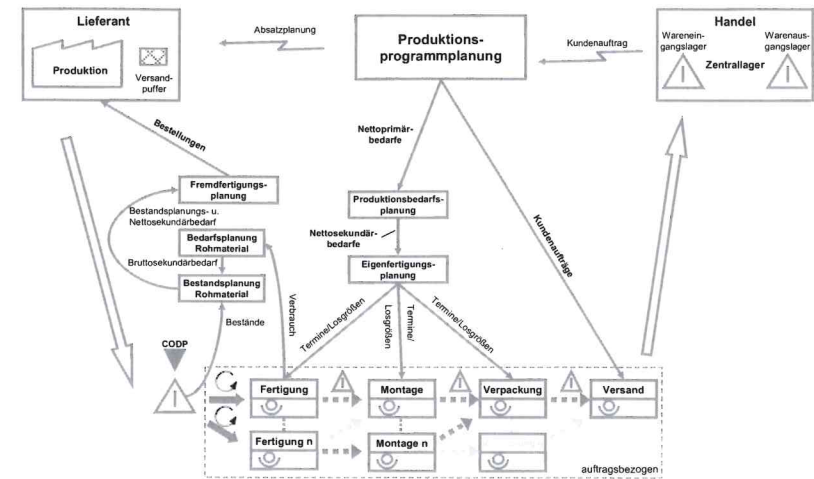 Lieferant
Produktion
Versand-
puffer
Absatzplanung
Produktions-
programmplanung
Kundenauftrag
Handel
Warenein-
gangslager
Warenaus-
gangslager
Zentrallager
I
I
Bestellungen
Nettoprimär-
bedarfe
Fremdfertigungs-
planung
Produktionsbedarfs-
planung
Bestandsplanungs- u.
Nettosekundärbedarf
Nettosekundär-
bedarfe
Kundenaufträge
Bedarfsplanung
Rohmaterial
Bruttosekundärbedarf
Eigenfertigungs-
planung
Bestandsplanung
Rohmaterial
Verbrauch
Bestände
Termine/Losgrößen
Termine/
Losgrößen
Termine/Losgrößen
CODP
I
Fertigung
I
Montage
I
Verpackung
I
Versand
Fertigung n
Montage n
auftragsbezogen